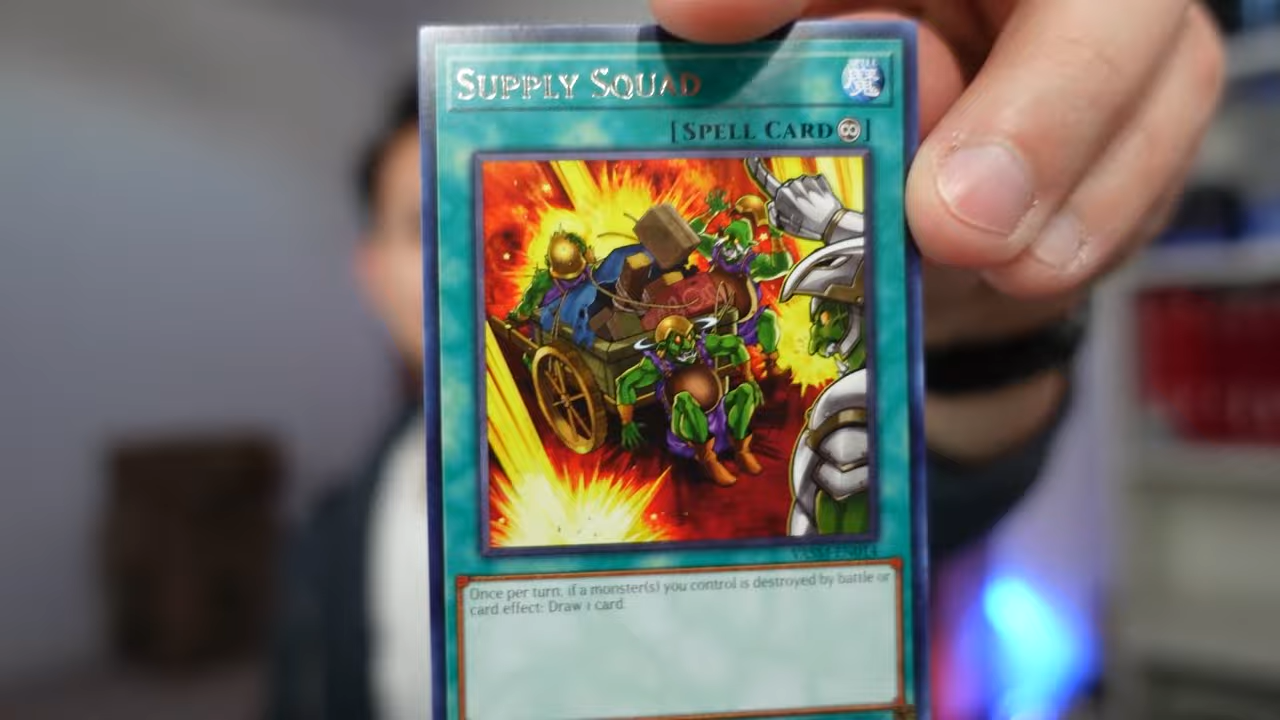 SUPPLY SQUAD
魔
[SPELL CARD∞]
Once per turn, if a monster(s) you control is destroyed by battle or
card effect: Draw 1 card.